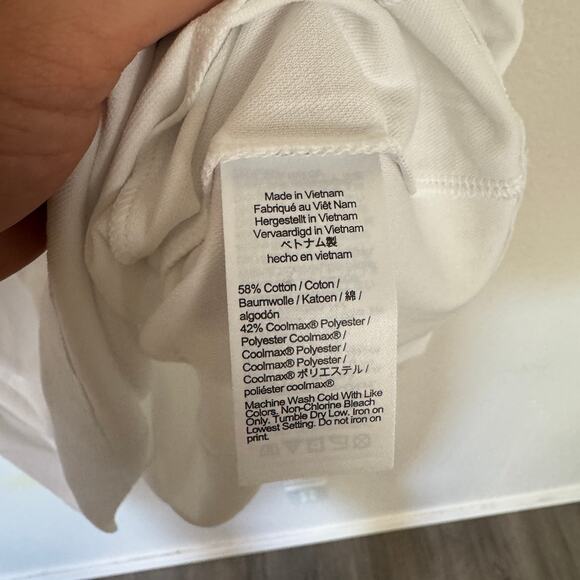 Made in Vietnam
Fabriqué au Viêt Nam
Hergestellt in Vietnam
Vervaardigd in Vietnam
ベトナム製
hecho en vietnam
58% Cotton / Coton /
Baumwolle / Katoen / 綿 /
algodón
42% Coolmax® Polyester /
Polyester Coolmax® /
Coolmax® Polyester /
Coolmax® Polyester /
Coolmax® ポリエステル /
poliéster coolmax®
Machine Wash Cold With Like
Colors. Non-Chlorine Bleach
Only. Tumble Dry Low. Iron on
Lowest Setting. Do not iron on
print.